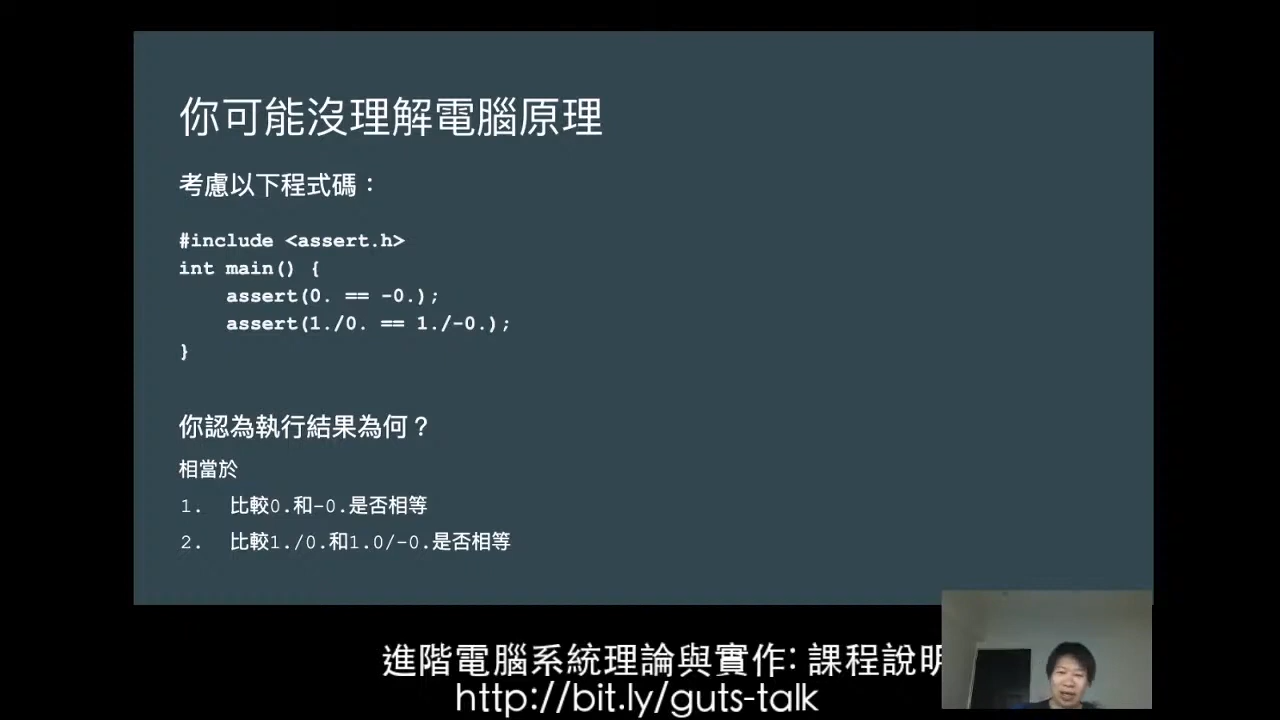 你可能沒理解電腦原理
考慮以下程式碼：
#include <assert.h>
int main() {
    assert(0. == -0.);
    assert(1./0. == 1./-0.);
}
你認為執行結果為何？
相當於
1. 比較0.和-0.是否相等
2. 比較1./0.和1.0/-0.是否相等
進階電腦系統理論與實作: 課程說明
http://bit.ly/guts-talk